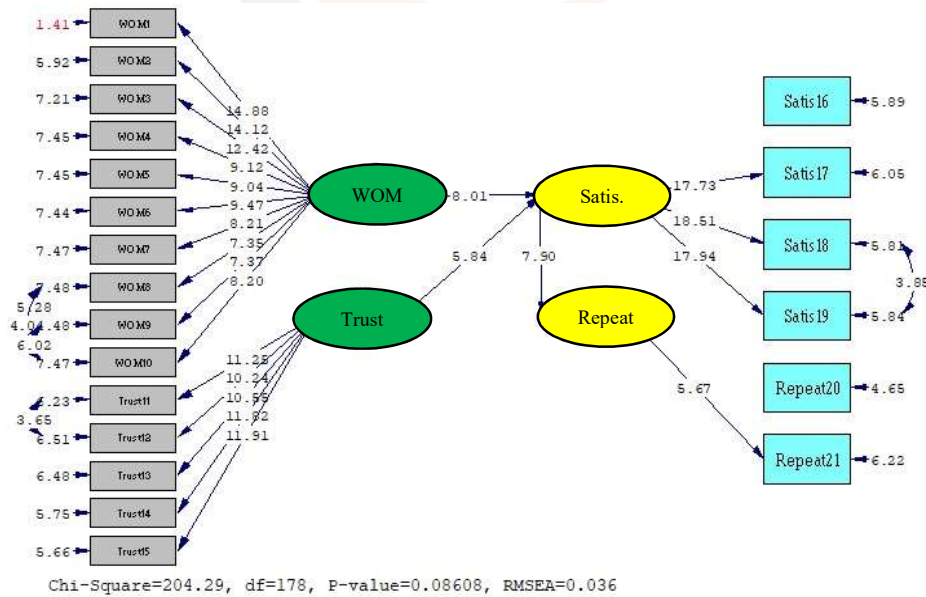 1.41 WOM1
5.92 WOM2
7.21 WOM3
7.45 WOM4
7.45 WOM5
7.44 WOM6
7.47 WOM7
7.48 WOM8
WOM9
7.47 WOM10
Trust11
6.51 Trust12
6.48 Trust13
5.75 Trust14
5.66 Trust15
5.28
6.02
3.65
14.88
14.12
12.42
9.12
9.04
9.47
8.21
7.35
7.37
8.20
11.25
10.24
10.55
11.82
11.91
WOM
Trust
8.01
5.84
7.90
Satis.
Repeat
17.73
18.51
17.94
5.67
Satis16 5.89
Satis17 6.05
Satis18 5.81
3.85
Satis19 5.84
Repeat20 4.65
Repeat21 6.22
Chi-Square=204.29, df=178, P-value=0.08608, RMSEA=0.036